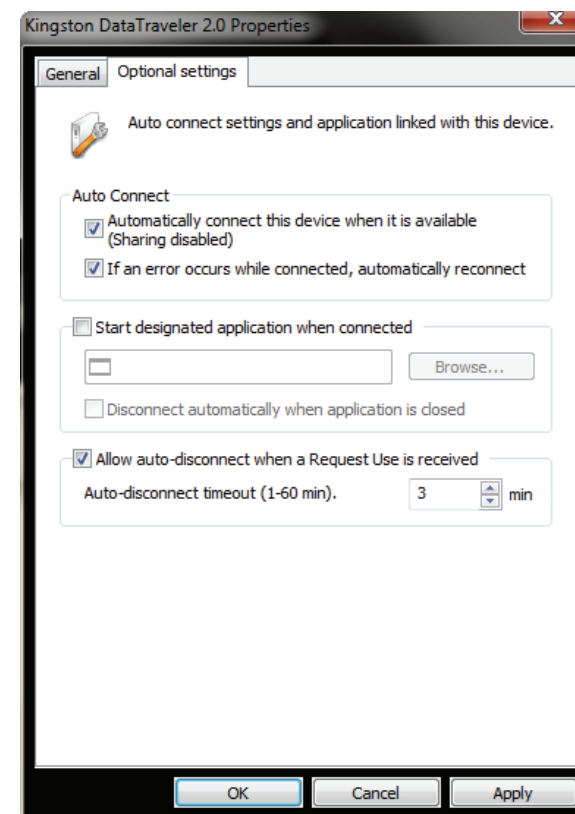 Kingston DataTraveler 2.0 Properties
General Optional settings
Auto connect settings and application linked with this device.
Auto Connect
Automatically connect this device when it is available
(Sharing disabled)
If an error occurs while connected, automatically reconnect
Start designated application when connected
Browse...
Disconnect automatically when application is closed
Allow auto-disconnect when a Request Use is received
Auto-disconnect timeout (1-60 min). 3 min
OK Cancel Apply